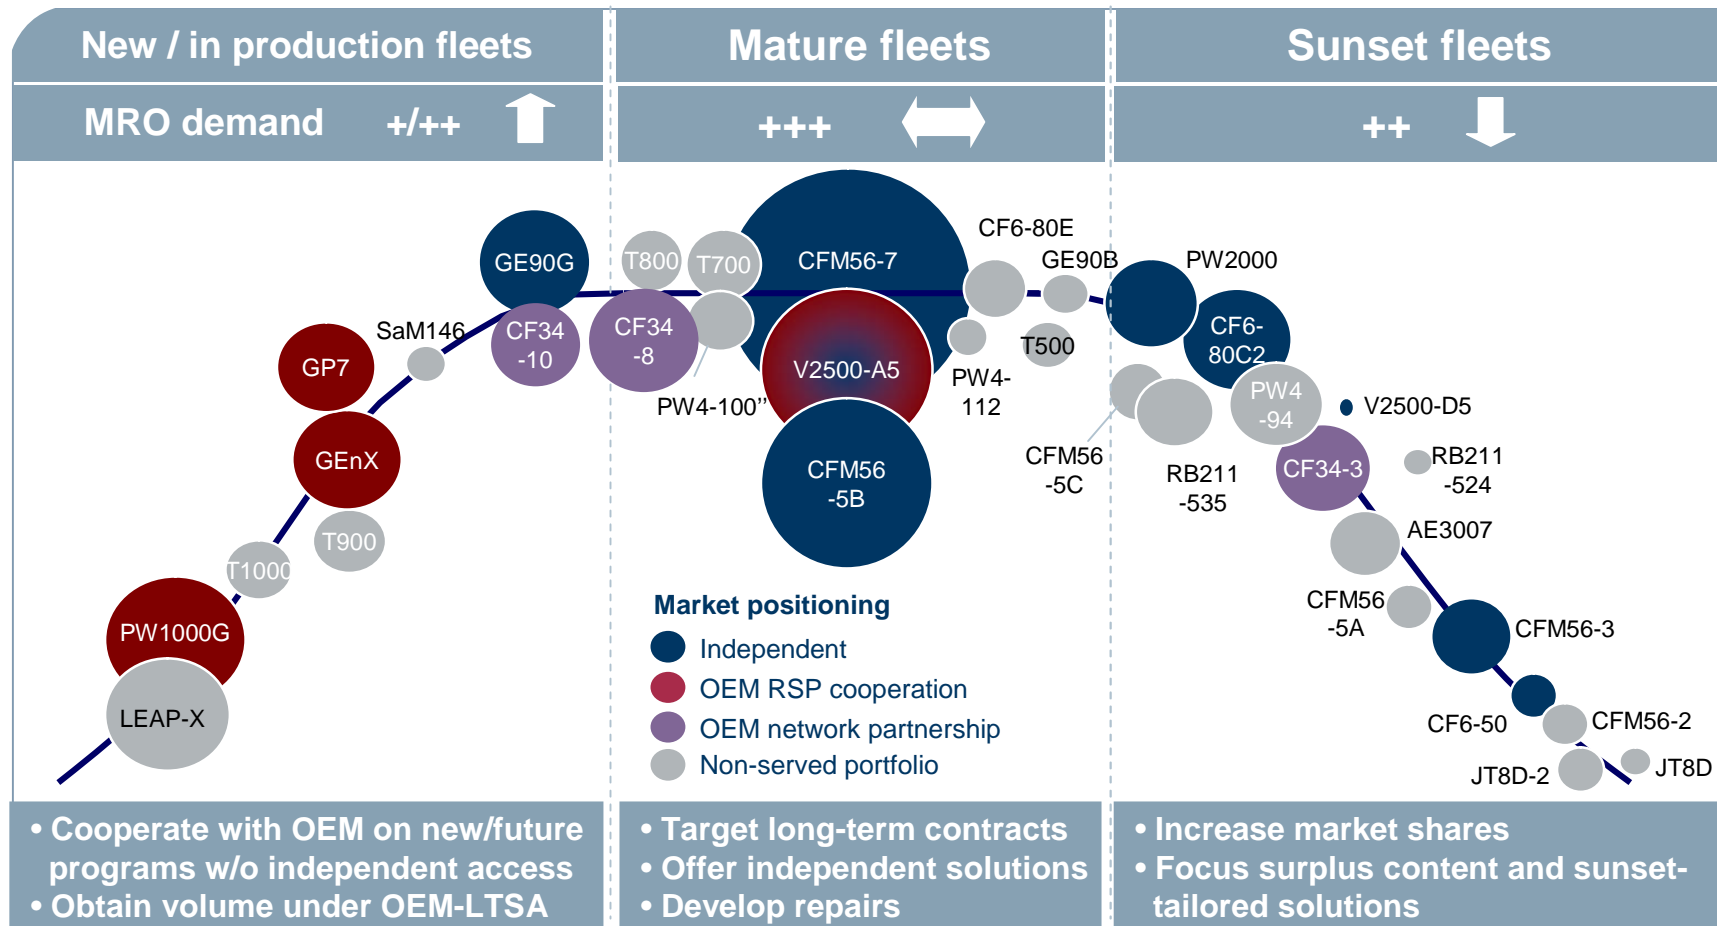 New / in production fleets
Mature fleets
Sunset fleets
MRO demand +/++
+++
++
GE90G
CF34
-10
SaM146
GP7
GEnX
T900
T1000
PW1000G
LEAP-X
T800
T700
CF34
-8
PW4-100’’
CFM56-7
V2500-A5
CFM56
-5B
CF6-80E
GE90B
T500
PW4-
112
PW2000
CF6-
80C2
CFM56
-5C
RB211
-535
PW4
-94
V2500-D5
CF34-3
RB211
-524
AE3007
CFM56
-5A
CFM56-3
CF6-50
CFM56-2
JT8D-2
JT8D
Market positioning
Independent
OEM RSP cooperation
OEM network partnership
Non-served portfolio
• Cooperate with OEM on new/future
programs w/o independent access
• Obtain volume under OEM-LTSA
• Target long-term contracts
• Offer independent solutions
• Develop repairs
• Increase market shares
• Focus surplus content and sunset-
tailored solutions